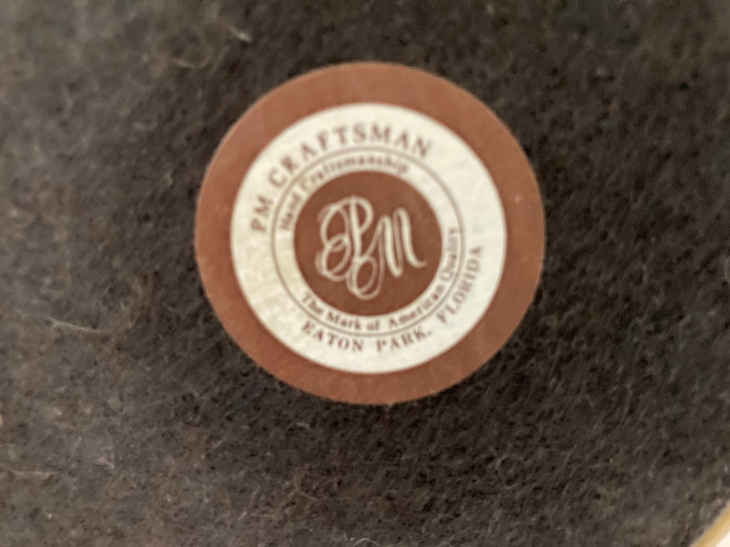 PM CRAFTSMAN
Hand Craftsmanship
PM
The Mark of American Quality
EATON PARK, FLORIDA